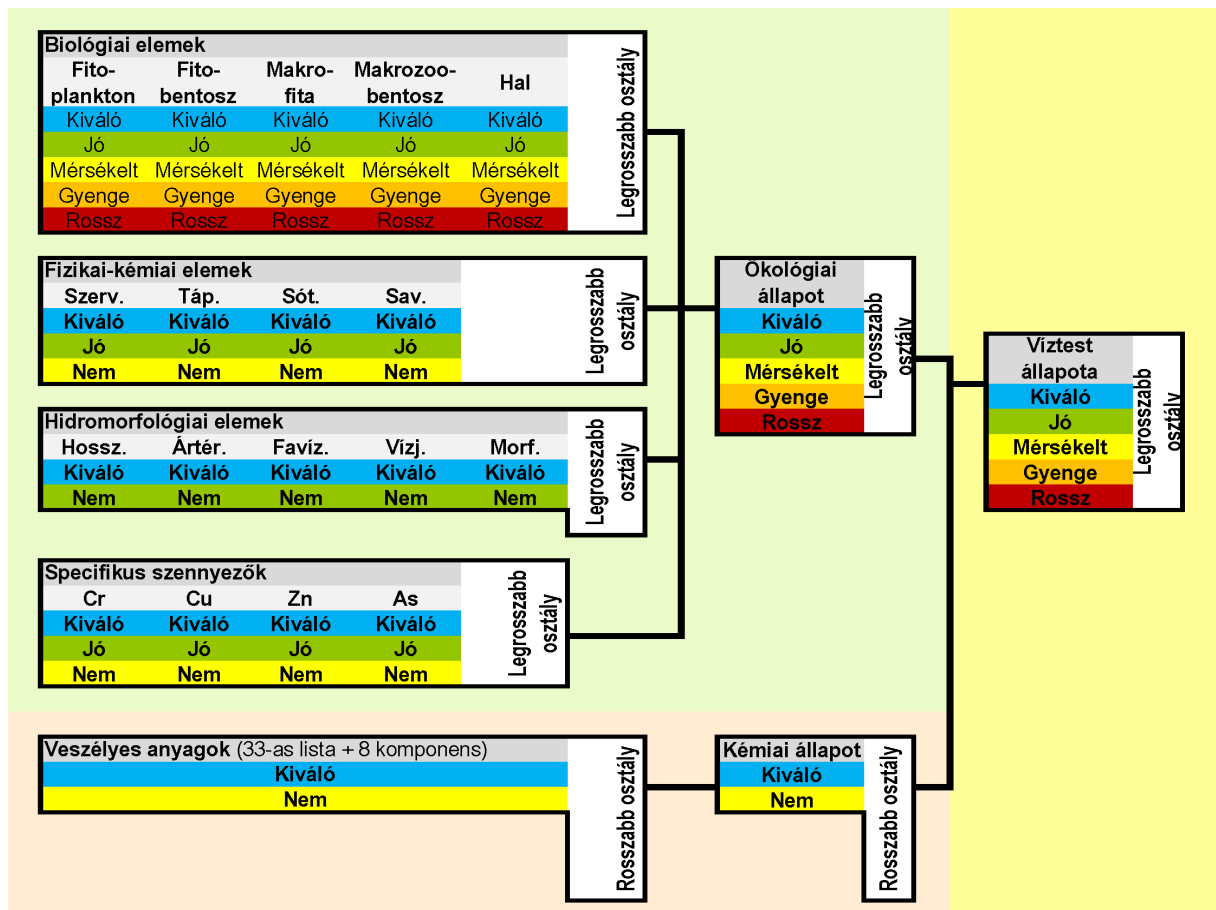 Biológiai elemek
Fito-
plankton
Fito-
bentosz
Makro-
fita
Makrozoo-
bentosz
Hal
Kiváló Kiváló Kiváló Kiváló Kiváló
Jó Jó Jó Jó Jó
Mérsékelt Mérsékelt Mérsékelt Mérsékelt Mérsékelt
Gyenge Gyenge Gyenge Gyenge Gyenge
Rossz Rossz Rossz Rossz Rossz
Legrosszabb osztály
Fizikai-kémiai elemek
Szerv. Táp. Sót. Sav.
Kiváló Kiváló Kiváló Kiváló
Jó Jó Jó Jó
Nem Nem Nem Nem
Legrosszabb
osztály
Hidromorfológiai elemek
Hossz. Ártér. Favíz. Vízj. Morf.
Kiváló Kiváló Kiváló Kiváló Kiváló
Nem Nem Nem Nem Nem
Legrosszabb
osztály
Specifikus szennyezők
Cr Cu Zn As
Kiváló Kiváló Kiváló Kiváló
Jó Jó Jó Jó
Nem Nem Nem Nem
Legrosszabb
osztály
Ökológiai
állapot
Kiváló
Jó
Mérsékelt
Gyenge
Rossz
Legrosszabb
osztály
Veszélyes anyagok (33-as lista + 8 komponens)
Kiváló
Nem
Rosszabb osztály
Kémiai állapot
Kiváló
Nem
Rosszabb osztály
Víztest
állapota
Kiváló
Jó
Mérsékelt
Gyenge
Rossz
Legrosszabb
osztály